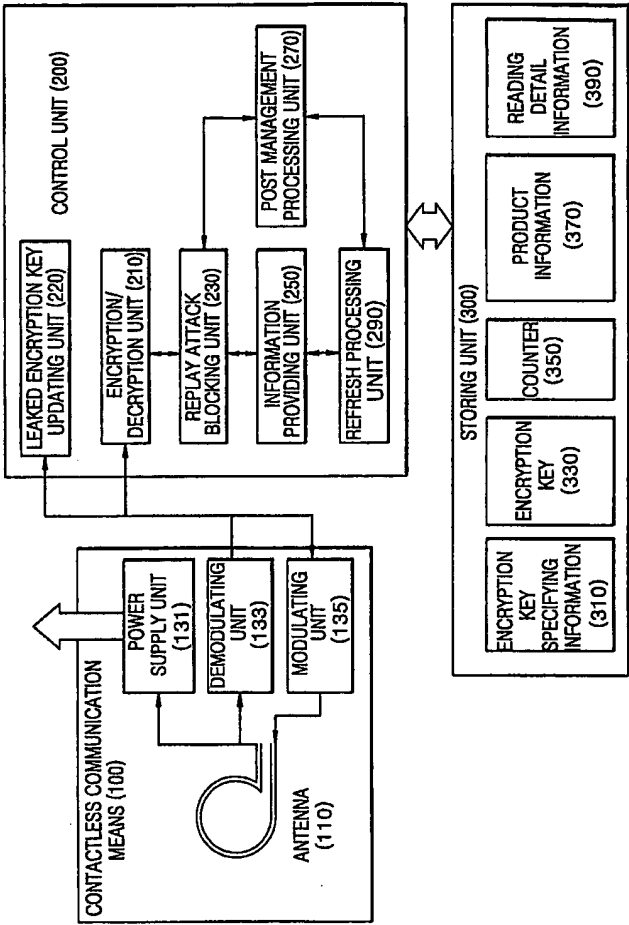 CONTACTLESS COMMUNICATION
MEANS (100)
ANTENNA
(110)
POWER
SUPPLY UNIT
(131)
DEMODULATING
UNIT
(133)
MODULATING
UNIT
(135)
CONTROL UNIT (200)
LEAKED ENCRYPTION KEY
UPDATING UNIT (220)
ENCRYPTION/
DECRYPTION UNIT (210)
REPLAY ATTACK
BLOCKING UNIT (230)
INFORMATION
PROVIDING UNIT (250)
REFRESH PROCESSING
UNIT (290)
POST MANAGEMENT
PROCESSING UNIT (270)
STORING UNIT (300)
ENCRYPTION KEY
SPECIFYING
INFORMATION
(310)
ENCRYPTION
KEY
(330)
COUNTER
(350)
PRODUCT
INFORMATION
(370)
READING
DETAIL
INFORMATION
(390)